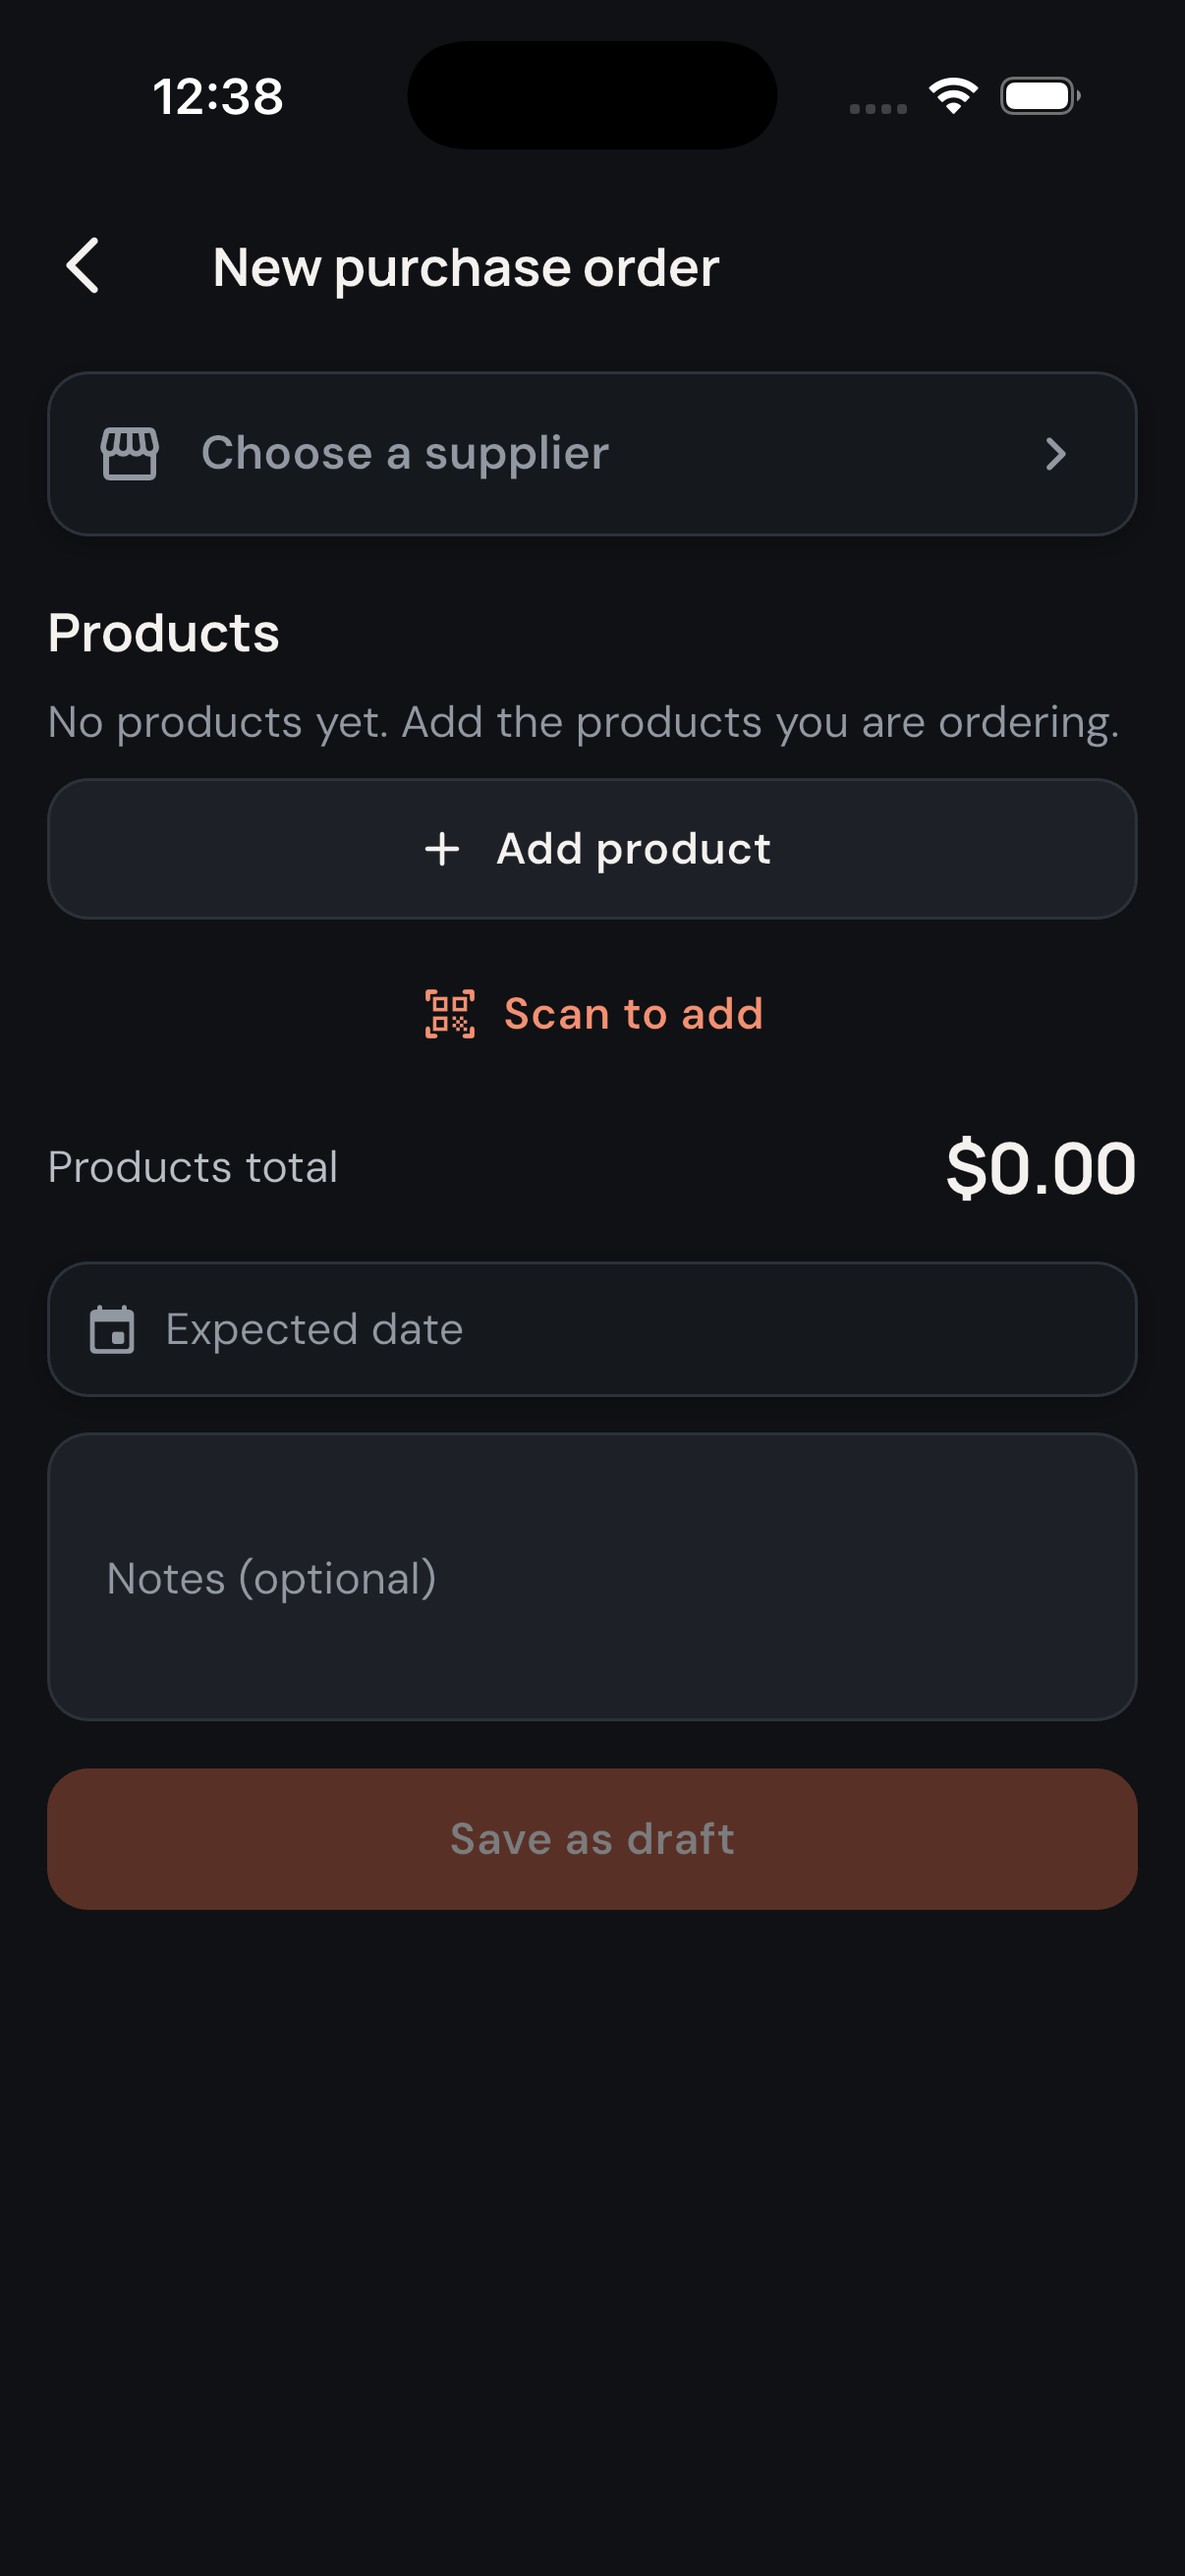 12:38
New purchase order
Choose a supplier
Products
No products yet. Add the products you are ordering.
Add product
Scan to add
Products total
$0.00
Expected date
Notes (optional)
Save as draft